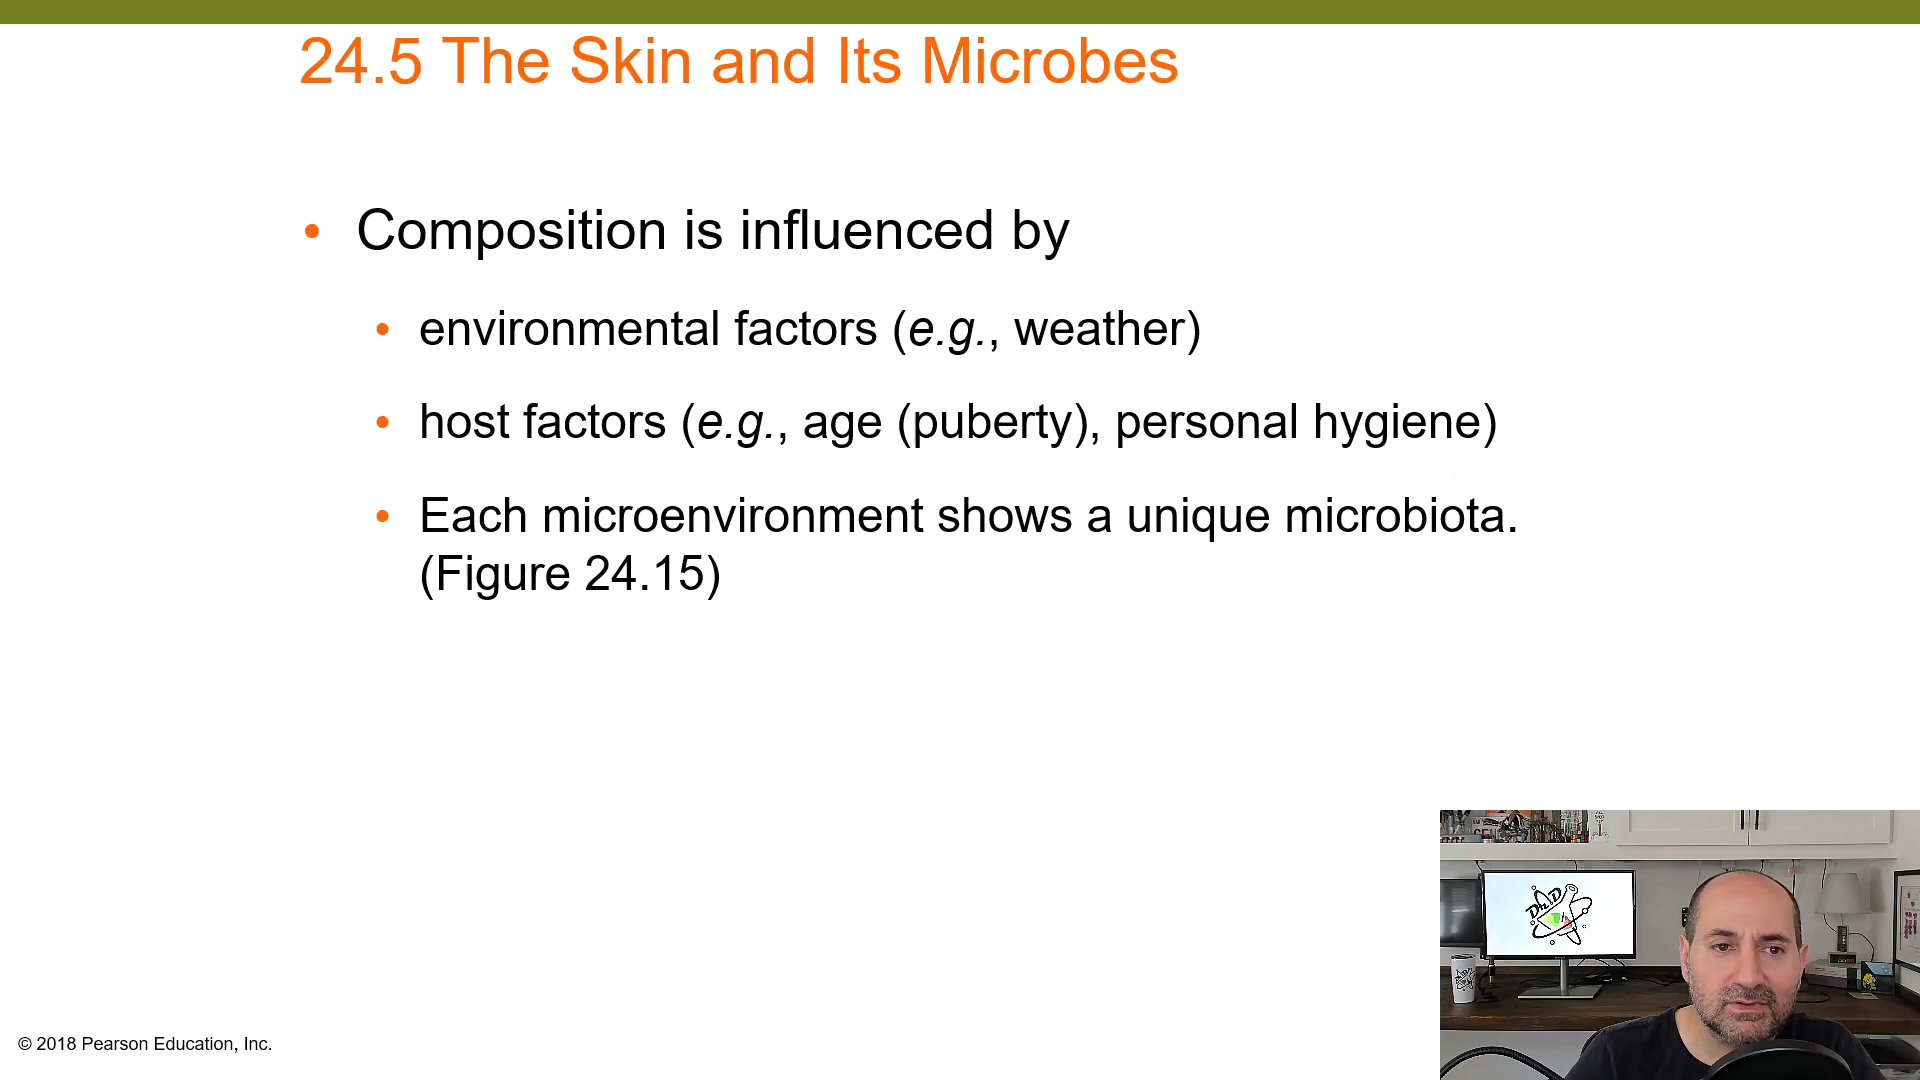 24.5 The Skin and Its Microbes
• Composition is influenced by
• environmental factors (e.g., weather)
• host factors (e.g., age (puberty), personal hygiene)
• Each microenvironment shows a unique microbiota.
(Figure 24.15)
© 2018 Pearson Education, Inc.